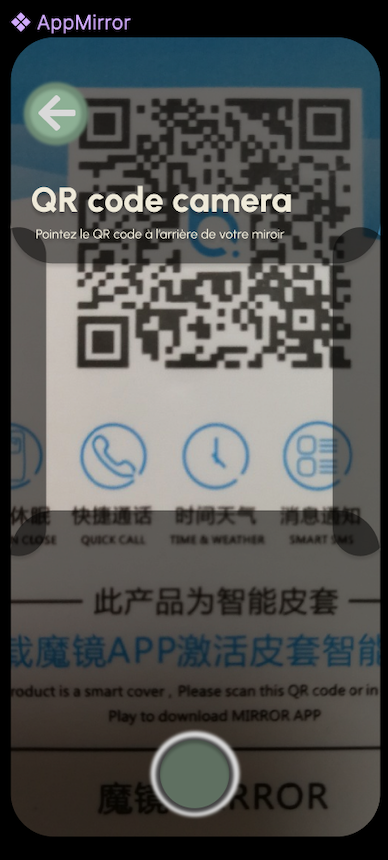 AppMirror
QR code camera
Pointez le QR code à l'arrière de votre miroir
休眠 快捷通话 时间天气 消息通知
N CLOSE QUICK CALL TIME & WEATHER SMART SMS
此产品为智能皮套
载魔镜APP激活皮套智能
roduct is a smart cover , Please scan this QR code or in
Play to download MIRROR APP
魔镜 RROR